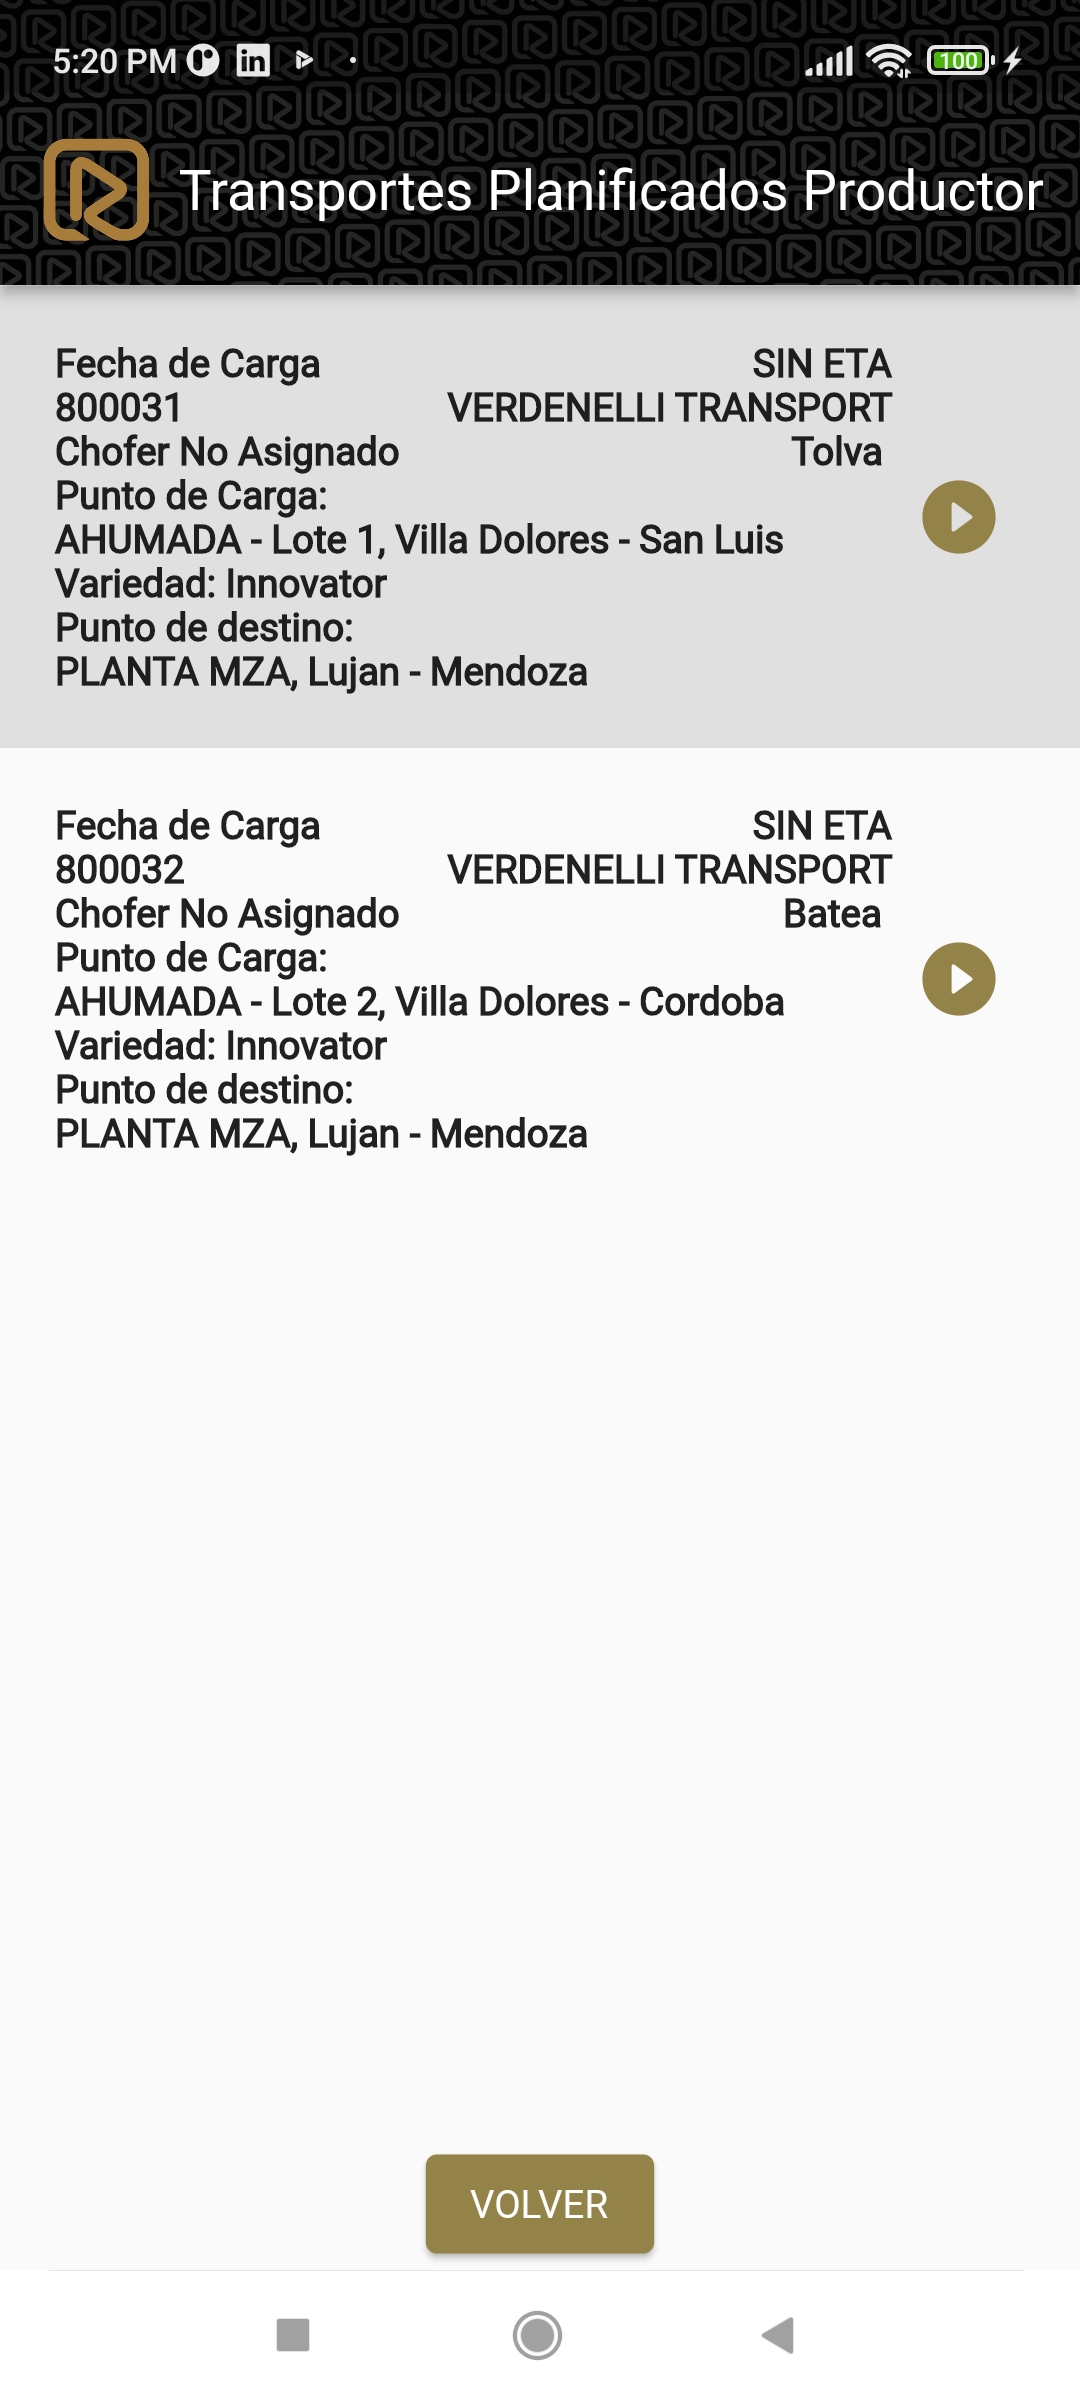 5:20 PM
100
Transportes Planificados Productor
Fecha de Carga SIN ETA
800031 VERDENELLI TRANSPORT
Chofer No Asignado Tolva
Punto de Carga:
AHUMADA - Lote 1, Villa Dolores - San Luis
Variedad: Innovator
Punto de destino:
PLANTA MZA, Lujan - Mendoza
Fecha de Carga SIN ETA
800032 VERDENELLI TRANSPORT
Chofer No Asignado Batea
Punto de Carga:
AHUMADA - Lote 2, Villa Dolores - Cordoba
Variedad: Innovator
Punto de destino:
PLANTA MZA, Lujan - Mendoza
VOLVER